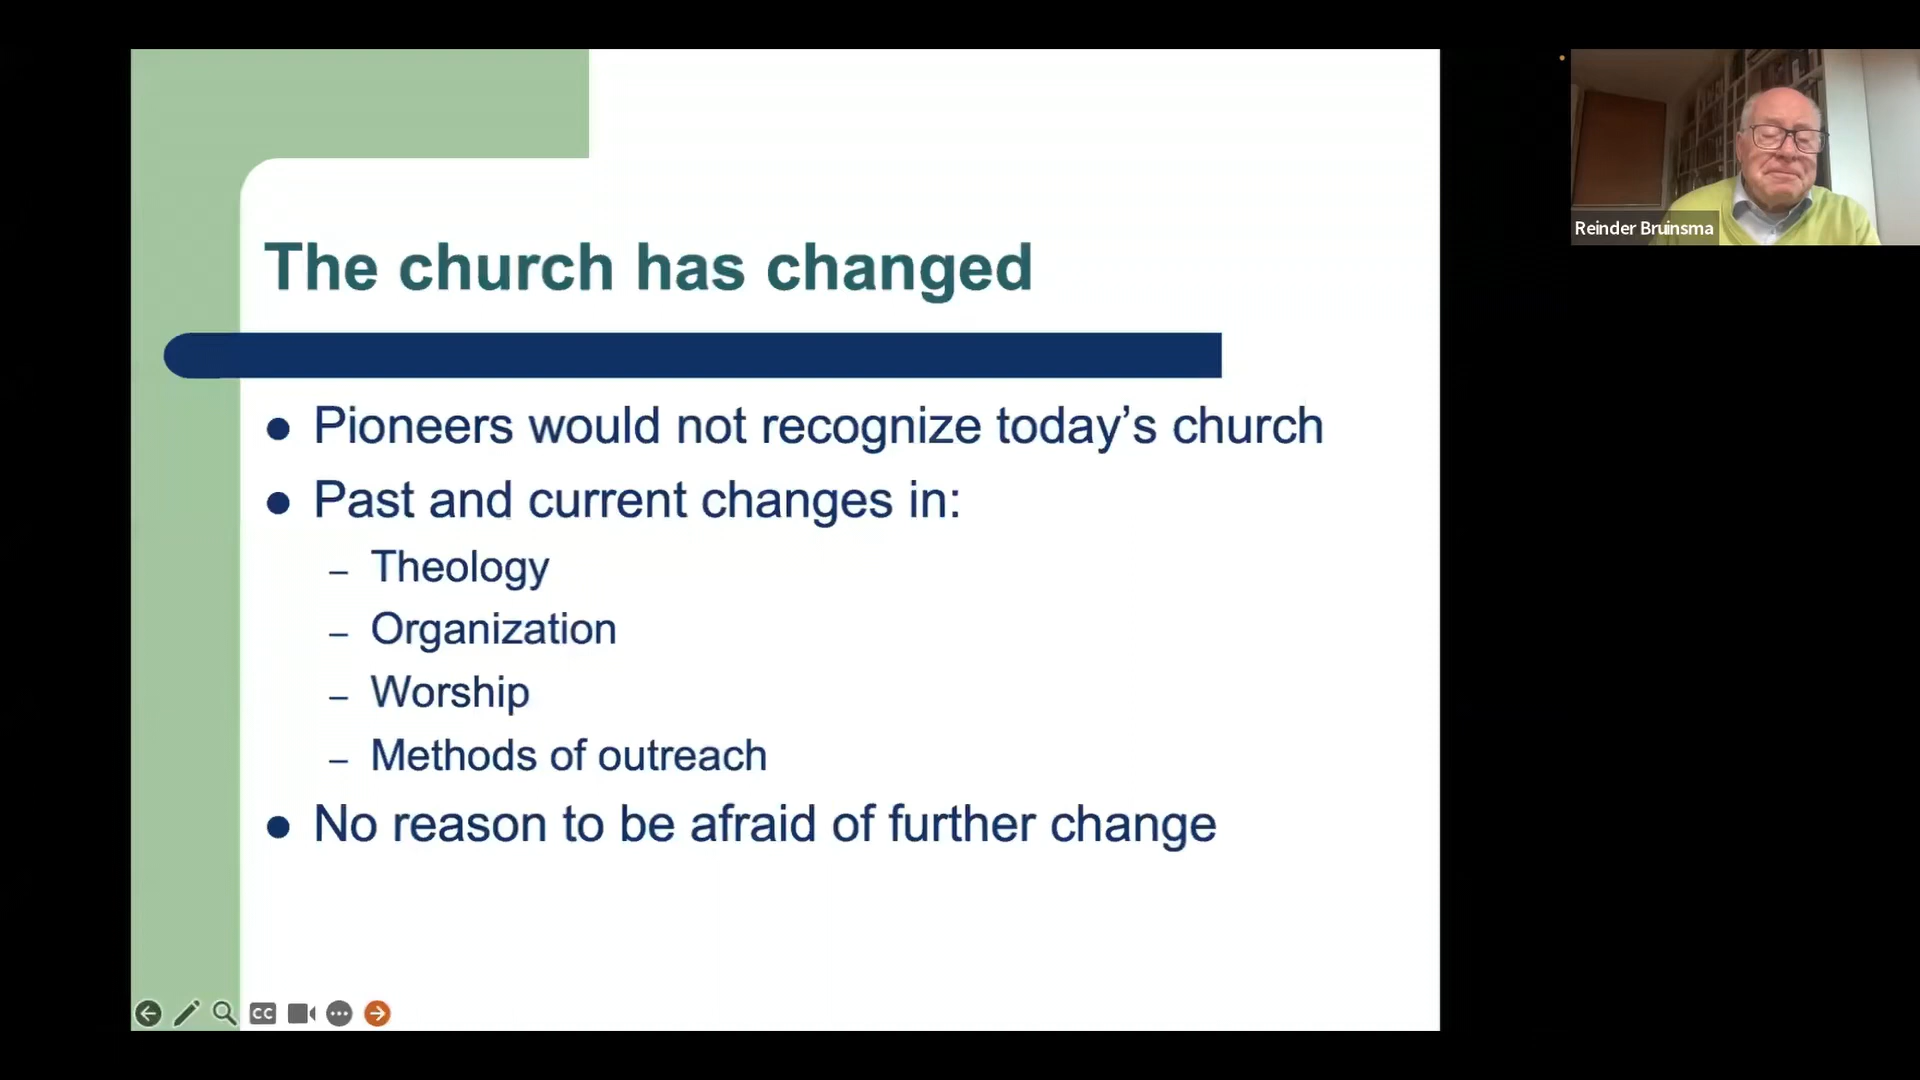 The church has changed
Pioneers would not recognize today’s church
Past and current changes in:
– Theology
– Organization
– Worship
– Methods of outreach
No reason to be afraid of further change
Reinder Bruinsma
CC